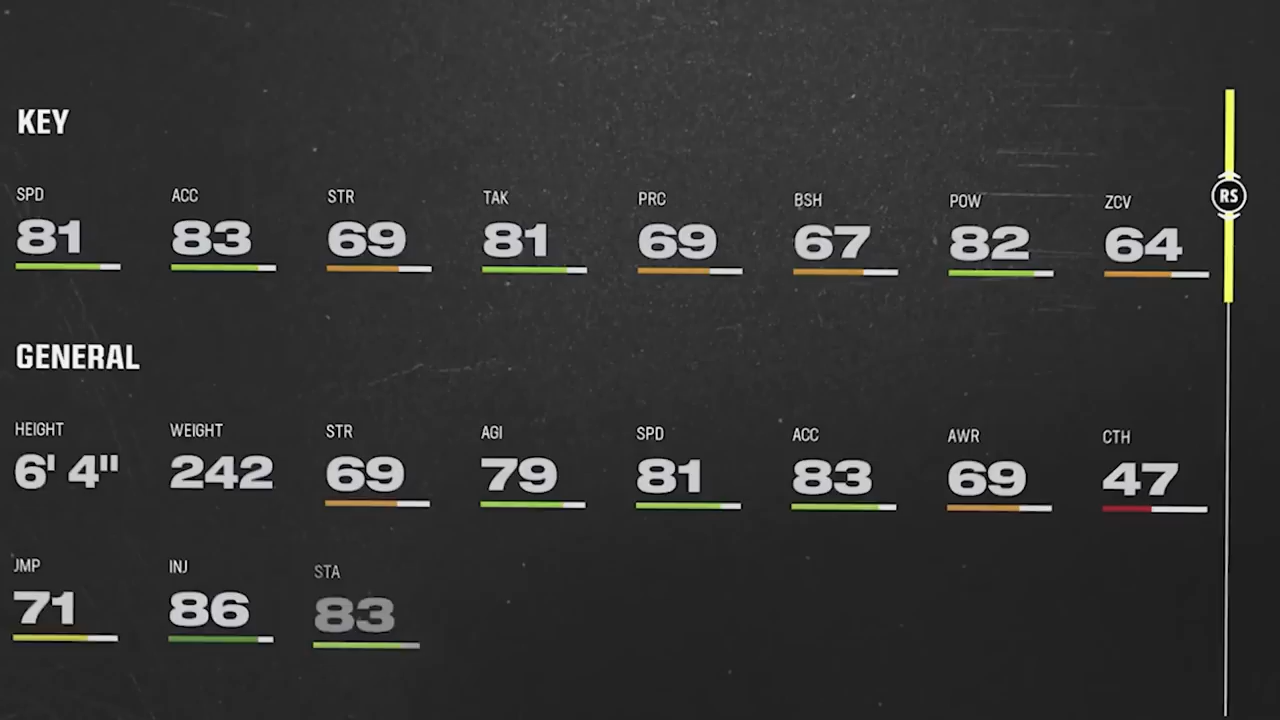 KEY
SPD ACC STR TAK PRC BSH POW ZCV
81 83 69 81 69 67 82 64
RS
GENERAL
HEIGHT WEIGHT STR AGI SPD ACC AWR CTH
6' 4" 242 69 79 81 83 69 47
JMP INJ STA
71 86 83